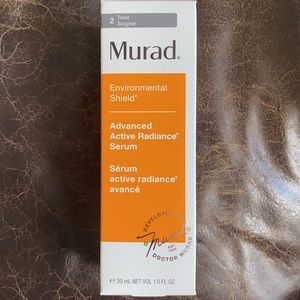 2 Treat
Soigner
Murad.
Environmental
Shield®
Advanced
Active Radiance®
Serum
Sérum
active radiance®
avancé
DEVELOPED
DOCTOR MURAD
Murad
e 30 mL NET VOL 1.0 FL OZ